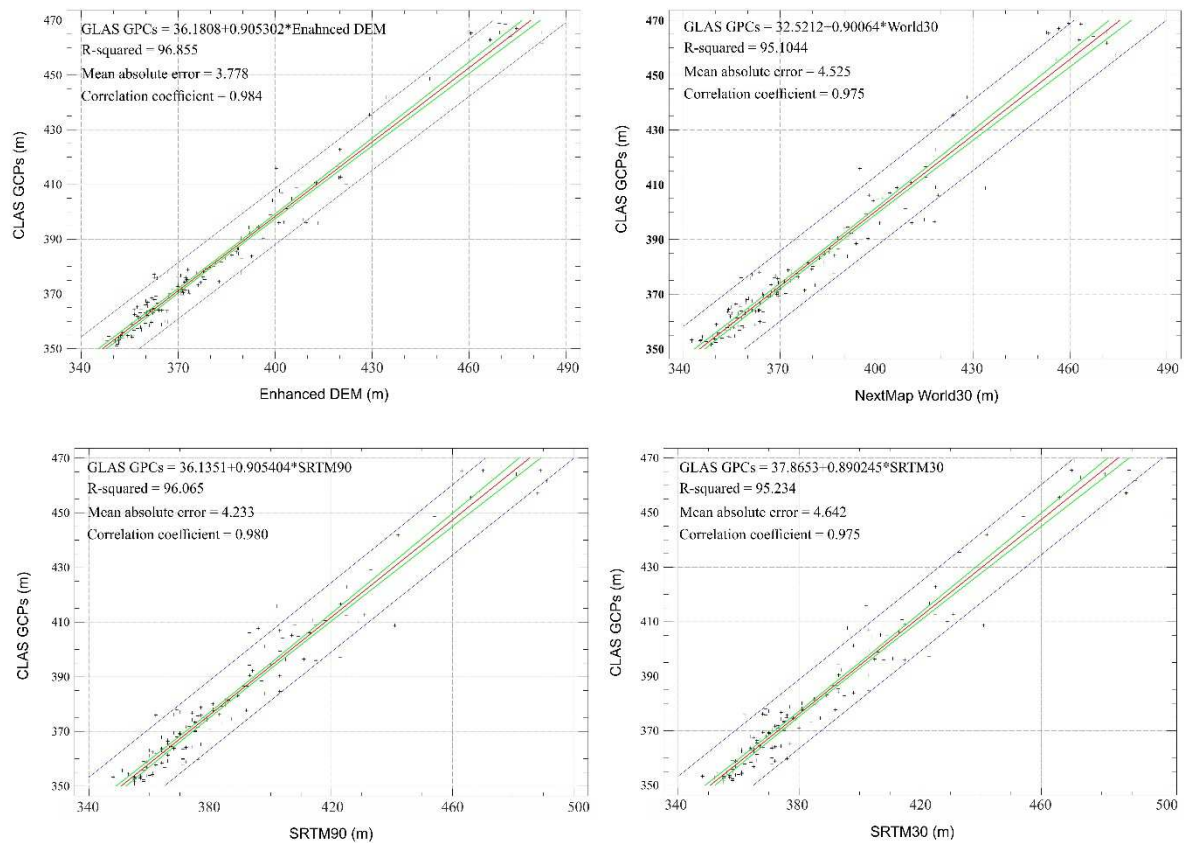 GLAS GPCs = 36.1808+0.905302*Enahnced DEM
R-squared = 96.855
Mean absolute error = 3.778
Correlation coefficient = 0.984
470
450
430
410
390
370
350
CLAS GCPs (m)
340 370 400 430 460 490
Enhanced DEM (m)
GLAS GPCs = 32.5212+0.90064*World30
R-squared = 95.1044
Mean absolute error = 4.525
Correlation coefficient = 0.975
470
450
430
410
390
370
350
CLAS GCPs (m)
340 370 400 430 460 490
NextMap World30 (m)
GLAS GPCs = 36.1351+0.905404*SRTM90
R-squared = 96.065
Mean absolute error = 4.233
Correlation coefficient = 0.980
470
450
430
410
390
370
350
CLAS GCPs (m)
340 380 420 460 500
SRTM90 (m)
GLAS GPCs = 37.8653+0.890245*SRTM30
R-squared = 95.234
Mean absolute error = 4.642
Correlation coefficient = 0.975
470
450
430
410
390
370
350
CLAS GCPs (m)
340 380 420 460 500
SRTM30 (m)